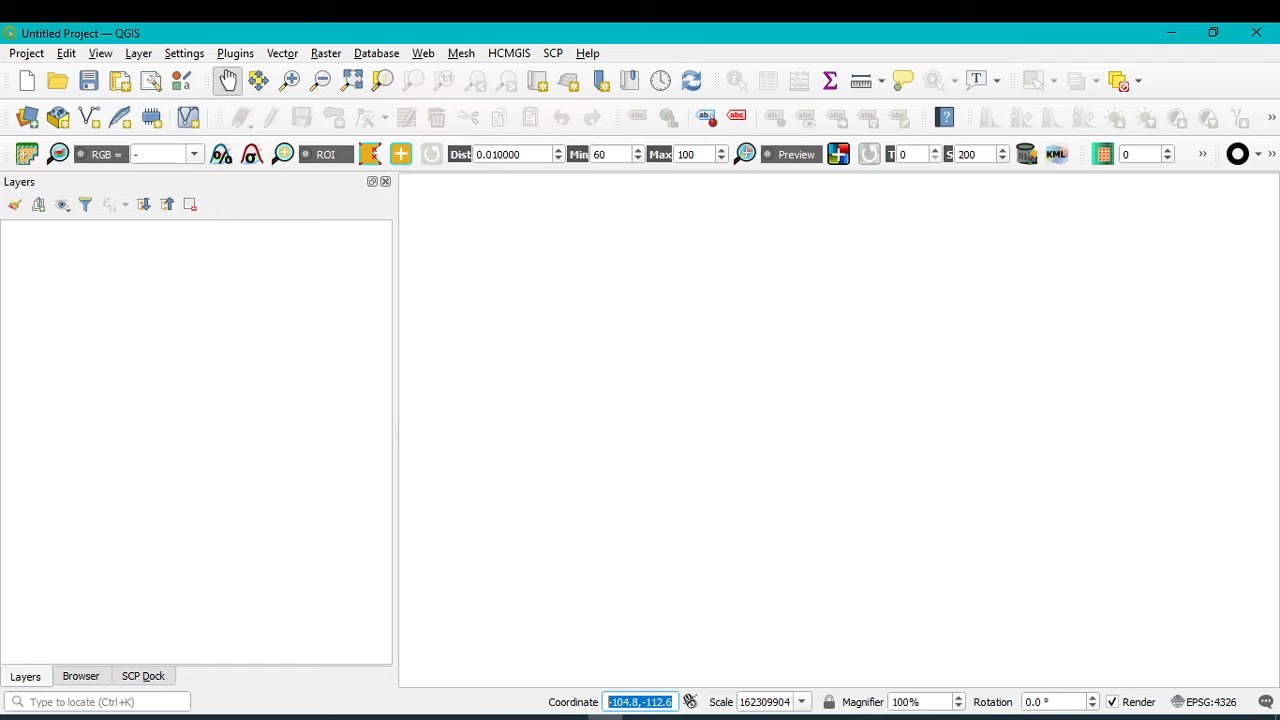 Untitled Project — QGIS
Project Edit View Layer Settings Plugins Vector Raster Database Web Mesh HCMGIS SCP Help
RGB = - ROI Dist 0.010000 Min 60 Max 100 Preview T 0 S 200 KML 0
Layers
Layers Browser SCP Dock
Type to locate (Ctrl+K) Coordinate -104.8,-112.6 Scale 162309904 Magnifier 100% Rotation 0.0 ° Render EPSG:4326